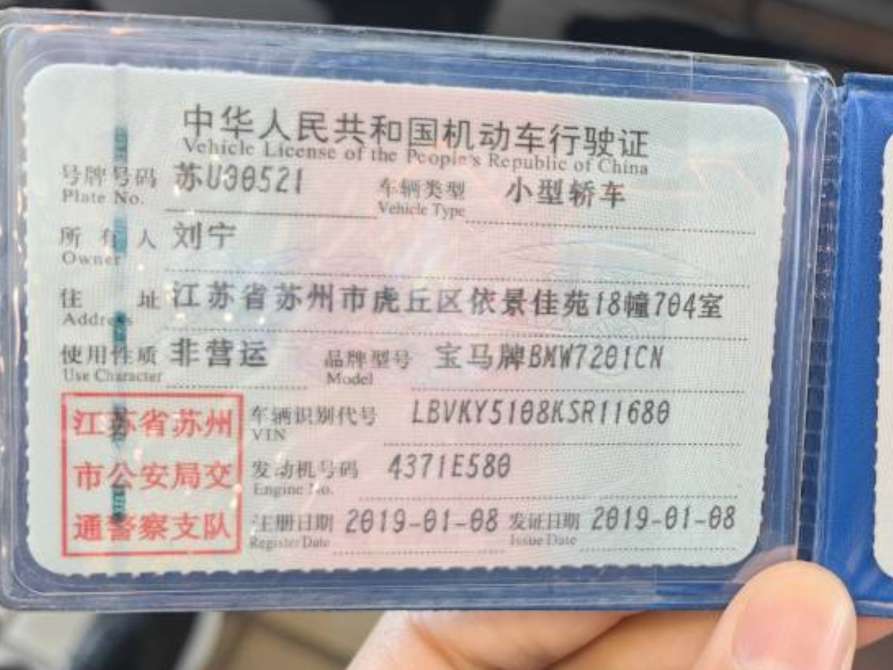 中华人民共和国机动车行驶证
Vehicle License of the People's Republic of China
号牌号码 苏U30521 车辆类型 小型轿车
Plate No. Vehicle Type
所有人 刘宁
Owner
住址 江苏省苏州市虎丘区依景佳苑18幢704室
Address
使用性质 非营运 品牌型号 宝马牌BMW7201CN
Use Character Model
江苏省苏州
市公安局交
通警察支队
车辆识别代号 LBVKY5108KSR11680
VIN
发动机号码 4371E580
Engine No.
注册日期 2019-01-08 发证日期 2019-01-08
Register Date Issue Date